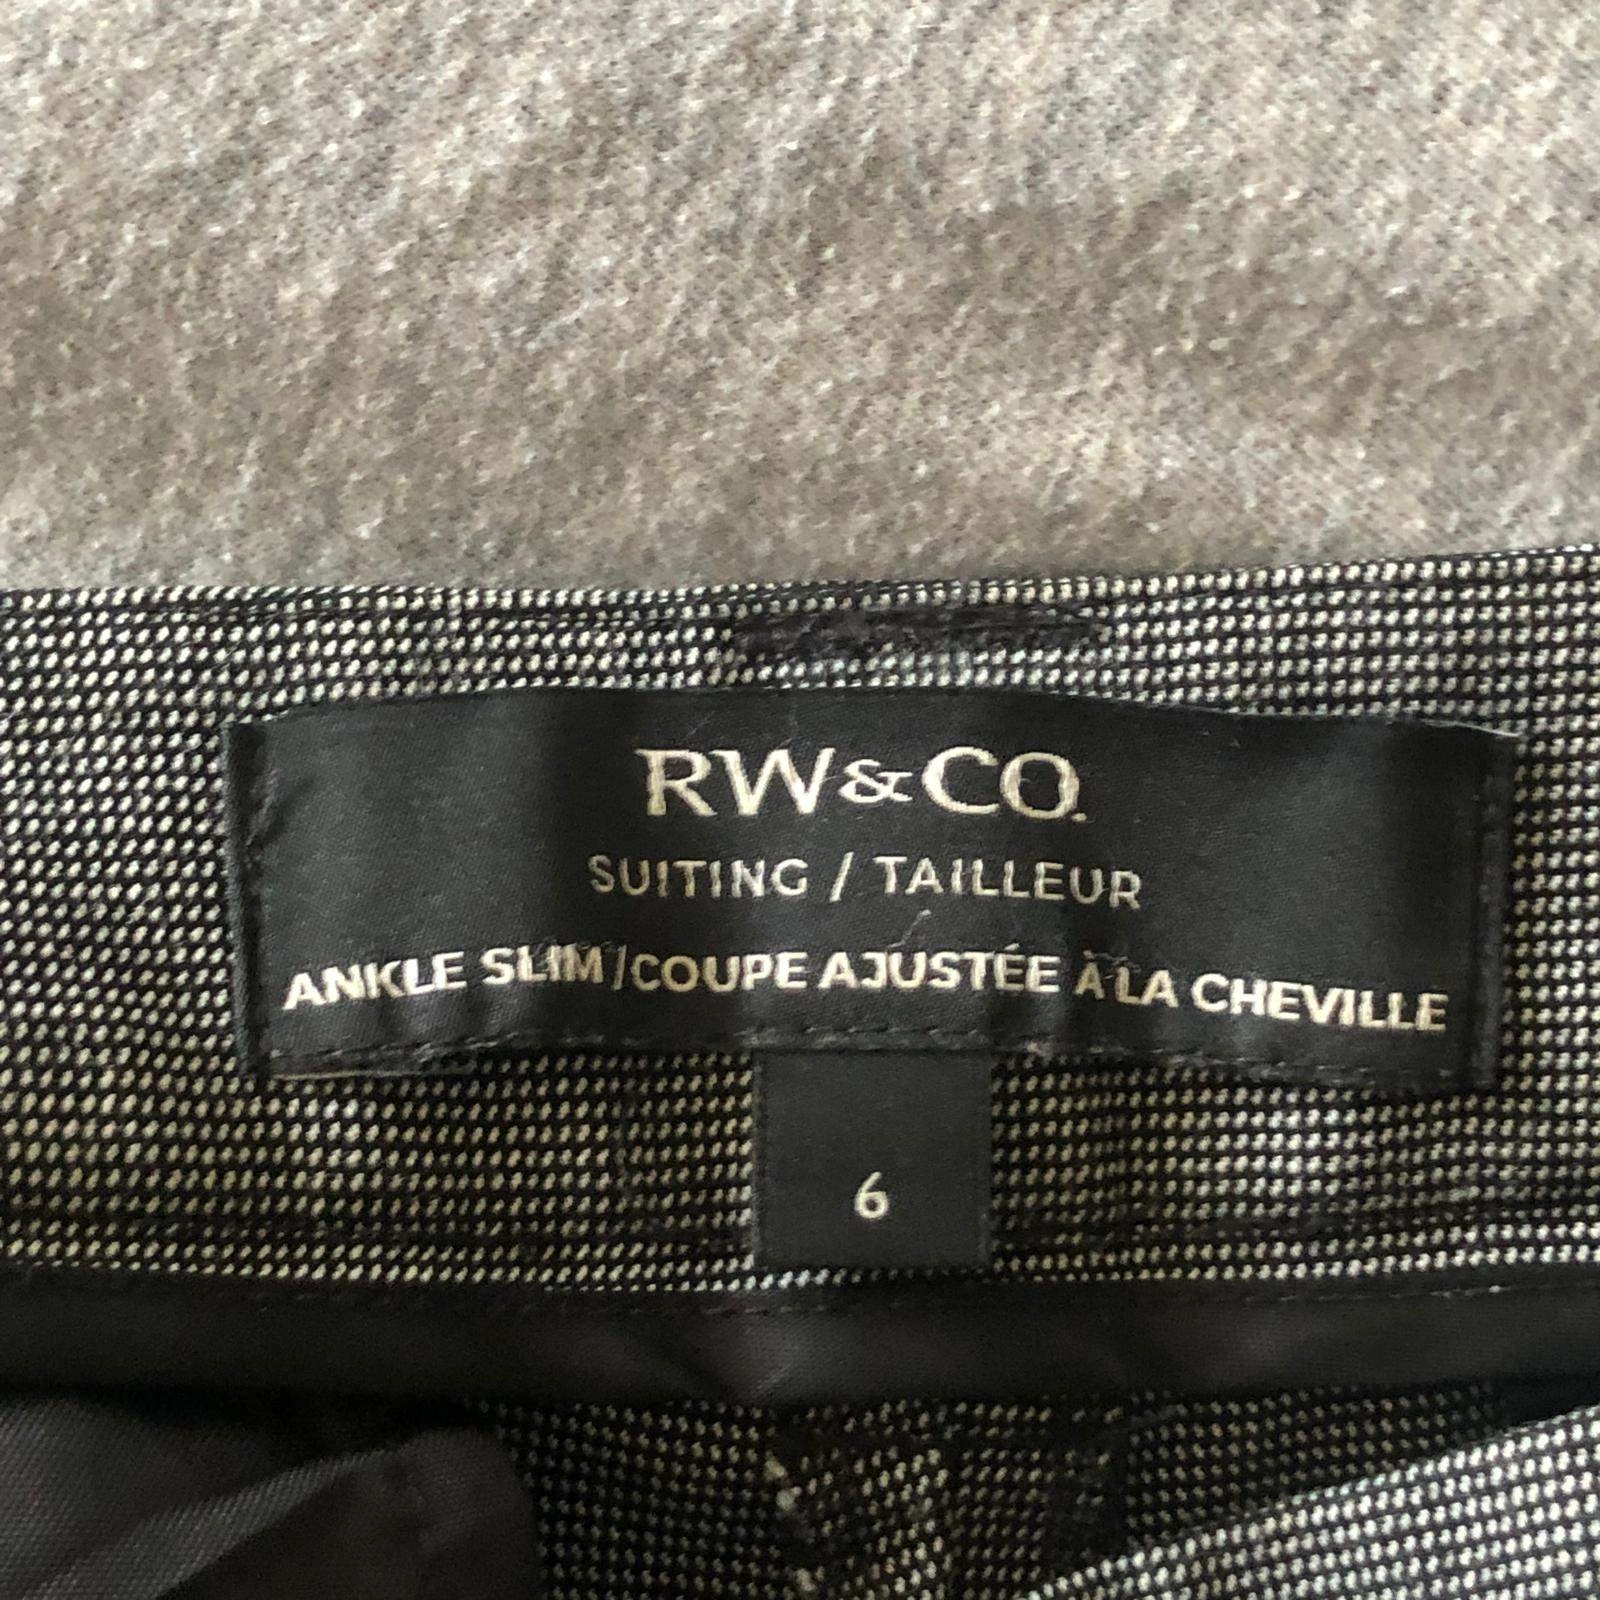 RW&CO.
SUITING / TAILLEUR
ANKLE SLIM/COUPE AJUSTÉE À LA CHEVILLE
6